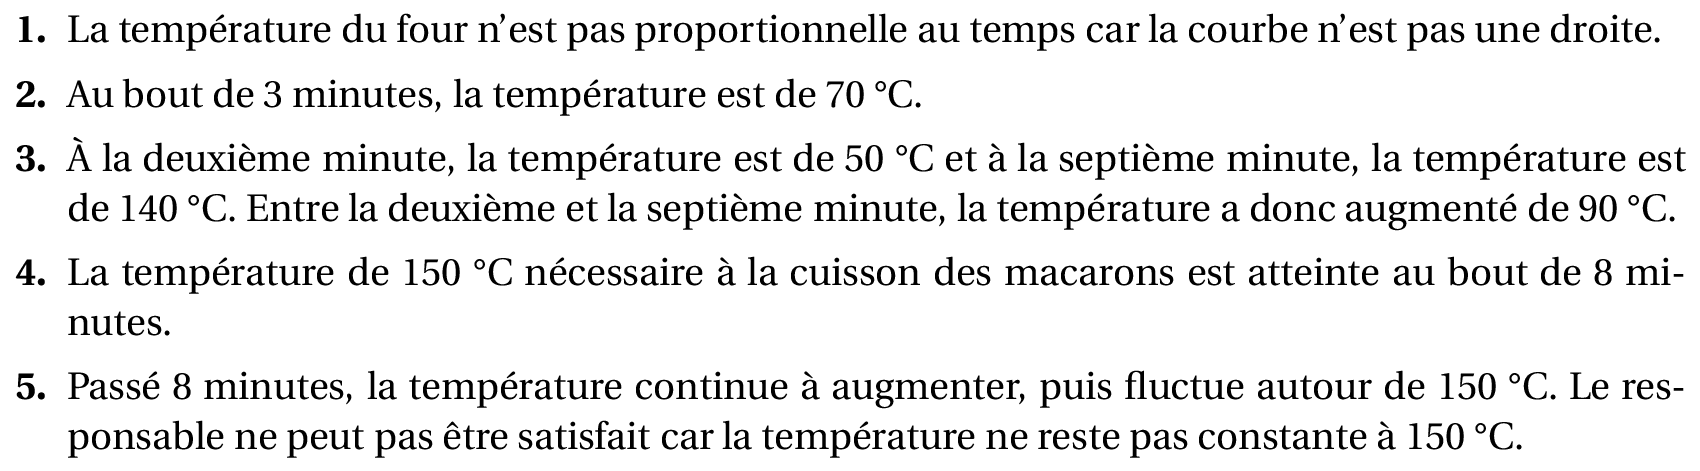 1. La température du four n’est pas proportionnelle au temps car la courbe n’est pas une droite.
2. Au bout de 3 minutes, la température est de 70 °C.
3. À la deuxième minute, la température est de 50 °C et à la septième minute, la température est
de 140 °C. Entre la deuxième et la septième minute, la température a donc augmenté de 90 °C.
4. La température de 150 °C nécessaire à la cuisson des macarons est atteinte au bout de 8 mi-
nutes.
5. Passé 8 minutes, la température continue à augmenter, puis fluctue autour de 150 °C. Le res-
ponsable ne peut pas être satisfait car la température ne reste pas constante à 150 °C.